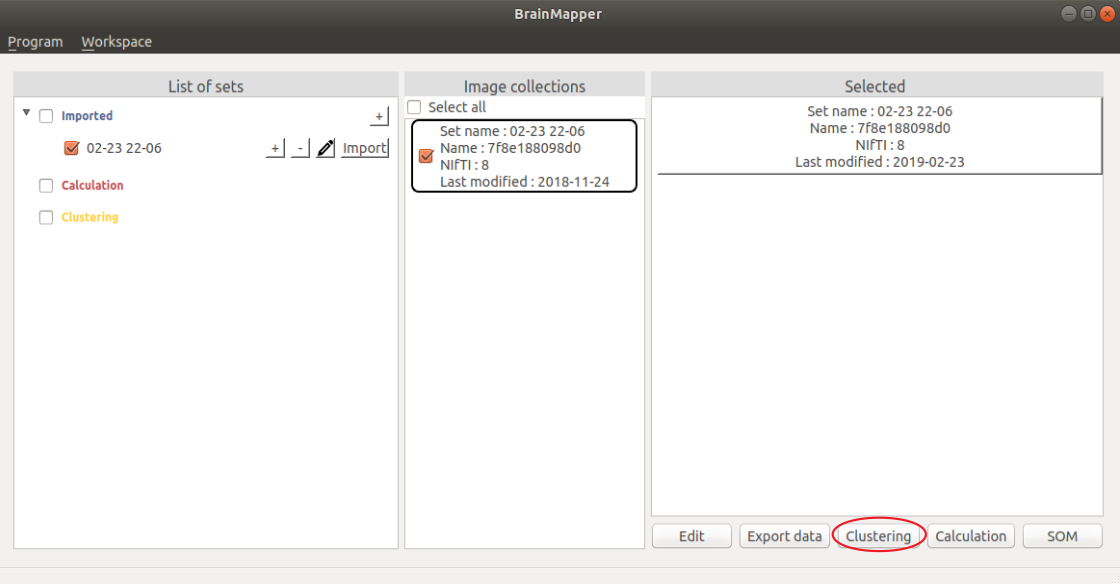 BrainMapper
Program Workspace
List of sets
Imported
+
02-23 22-06
+ - Import
Calculation
Clustering
Image collections
Select all
Set name : 02-23 22-06
Name : 7f8e188098d0
NIfTI : 8
Last modified : 2018-11-24
Selected
Set name : 02-23 22-06
Name : 7f8e188098d0
NIfTI : 8
Last modified : 2019-02-23
Edit Export data Clustering Calculation SOM